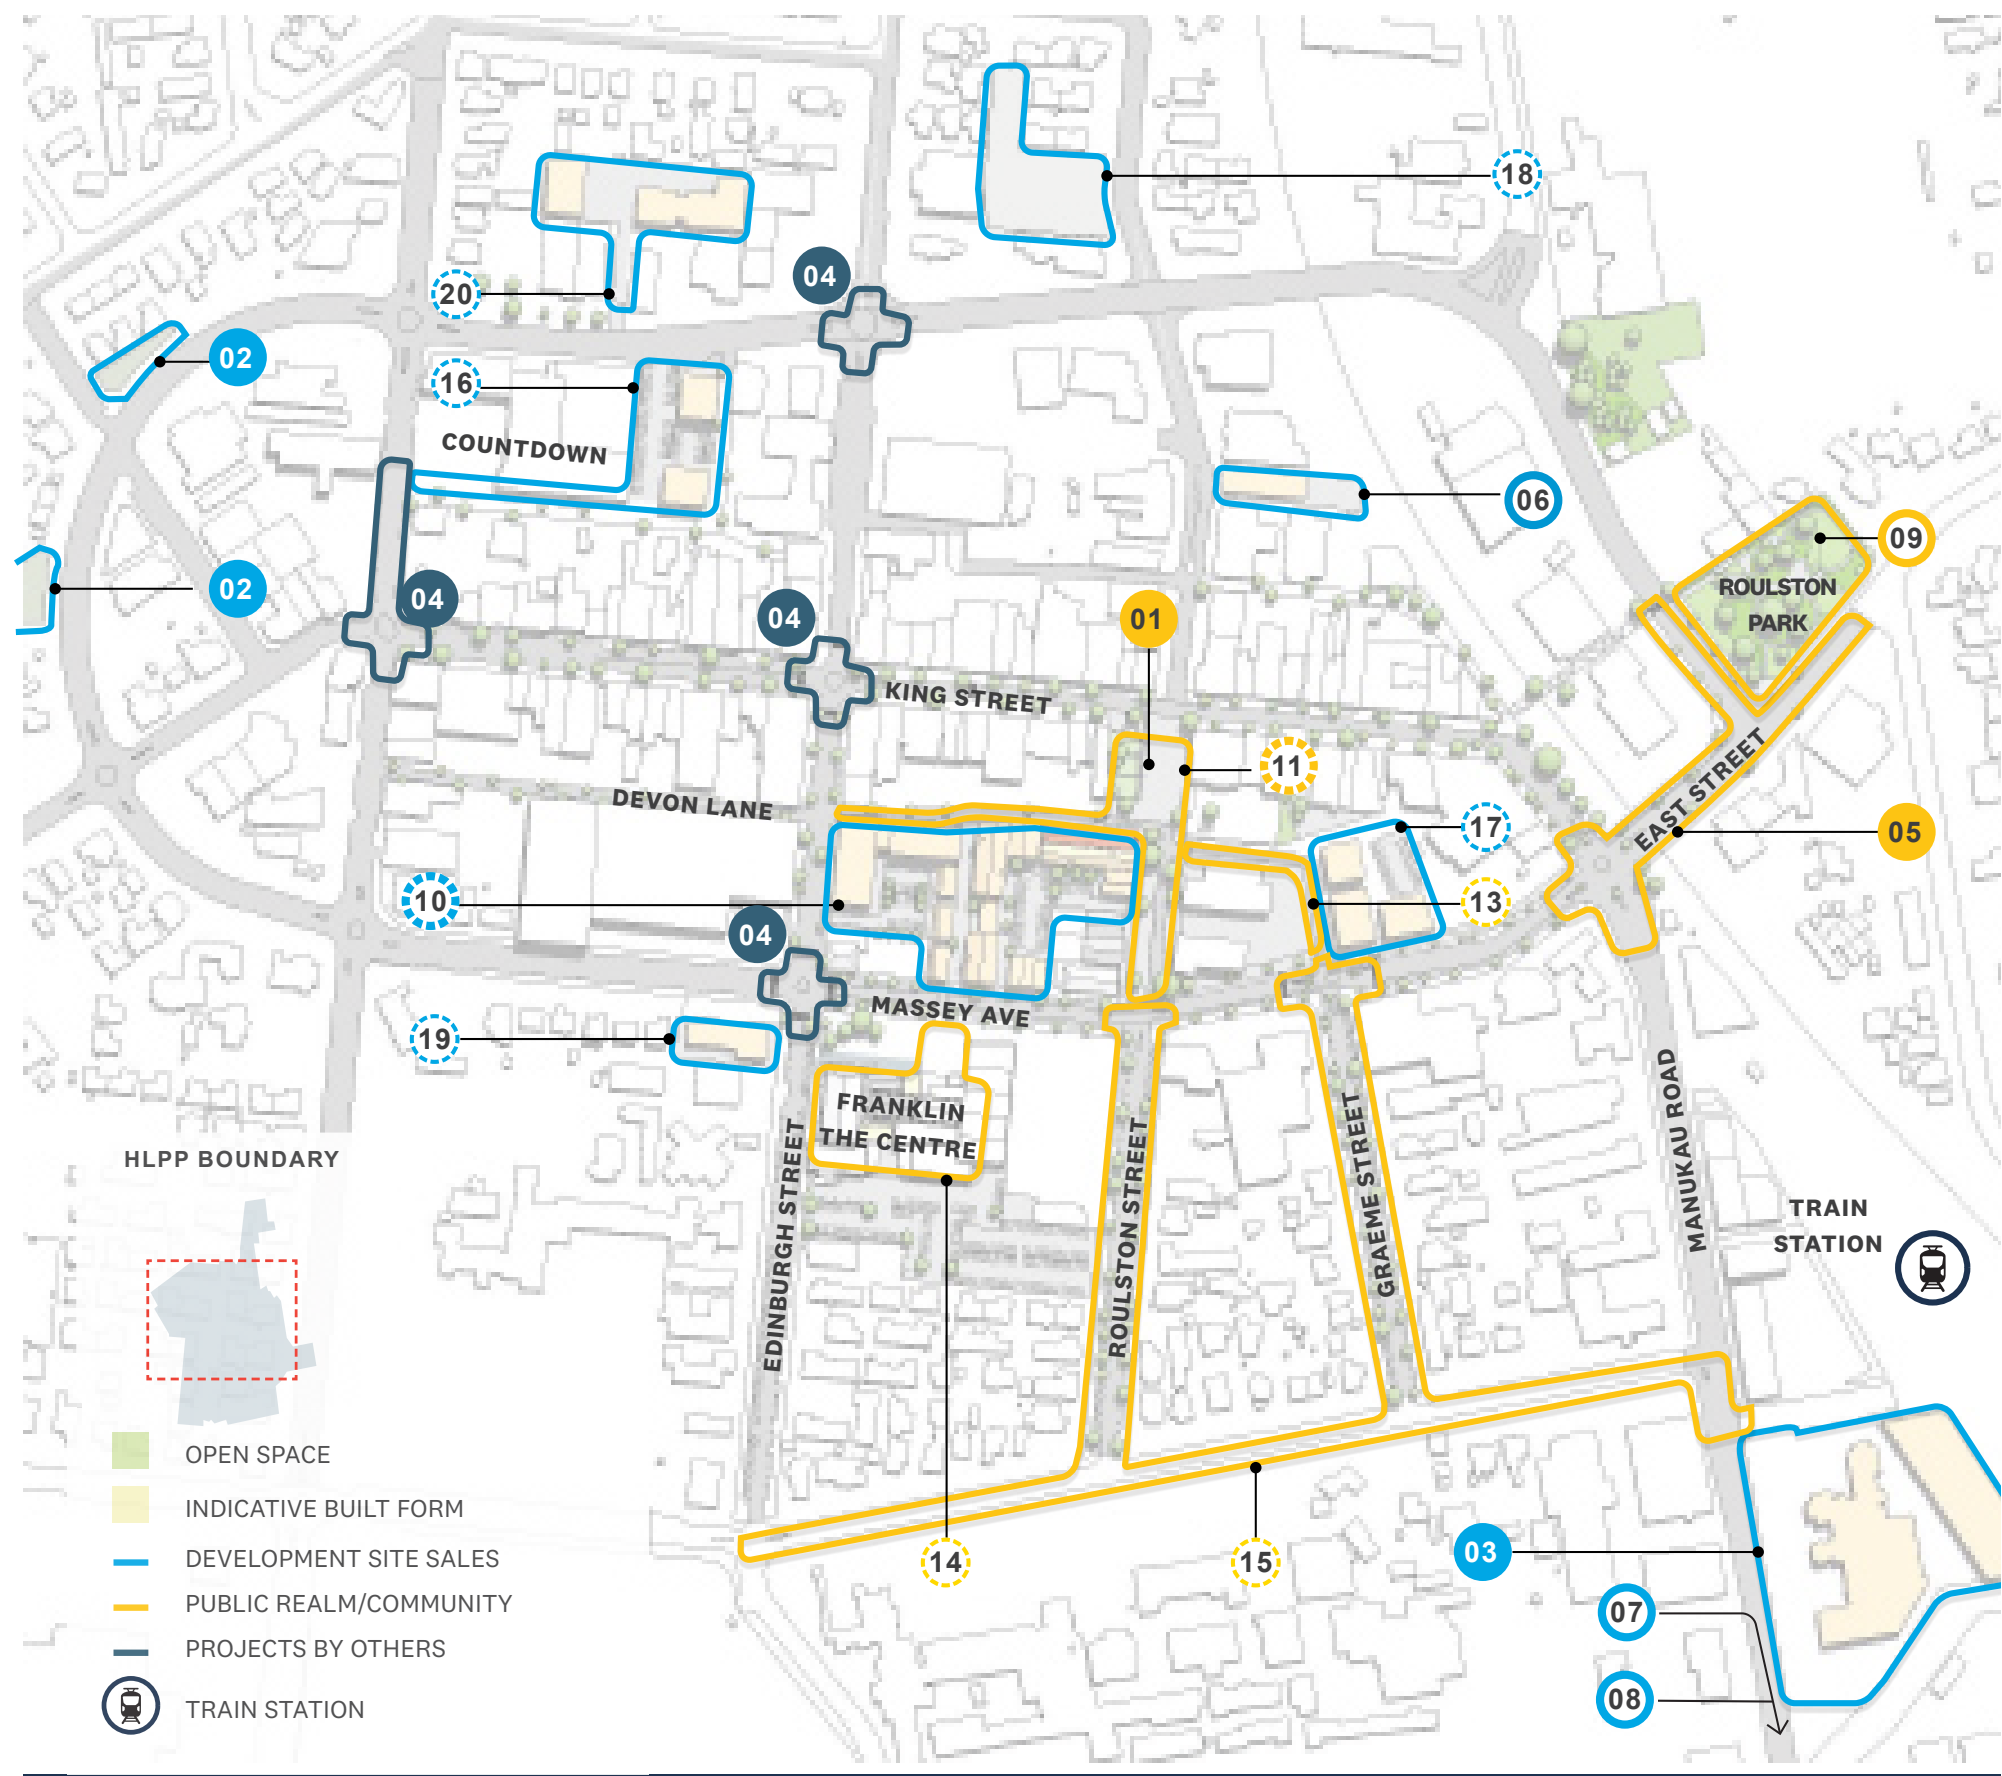 18
04
20
02
16
COUNTDOWN
06
09
ROULSTON
PARK
02
04
04
01
KING STREET
11
EAST STREET
DEVON LANE
17
05
10
13
04
MASSEY AVE
19
FRANKLIN
THE CENTRE
EDINBURGH STREET
ROULSTON STREET
GRAEME STREET
MANUKAU ROAD
TRAIN
STATION
HLPP BOUNDARY
OPEN SPACE
INDICATIVE BUILT FORM
DEVELOPMENT SITE SALES
PUBLIC REALM/COMMUNITY
PROJECTS BY OTHERS
TRAIN STATION
14
15
03
07
08